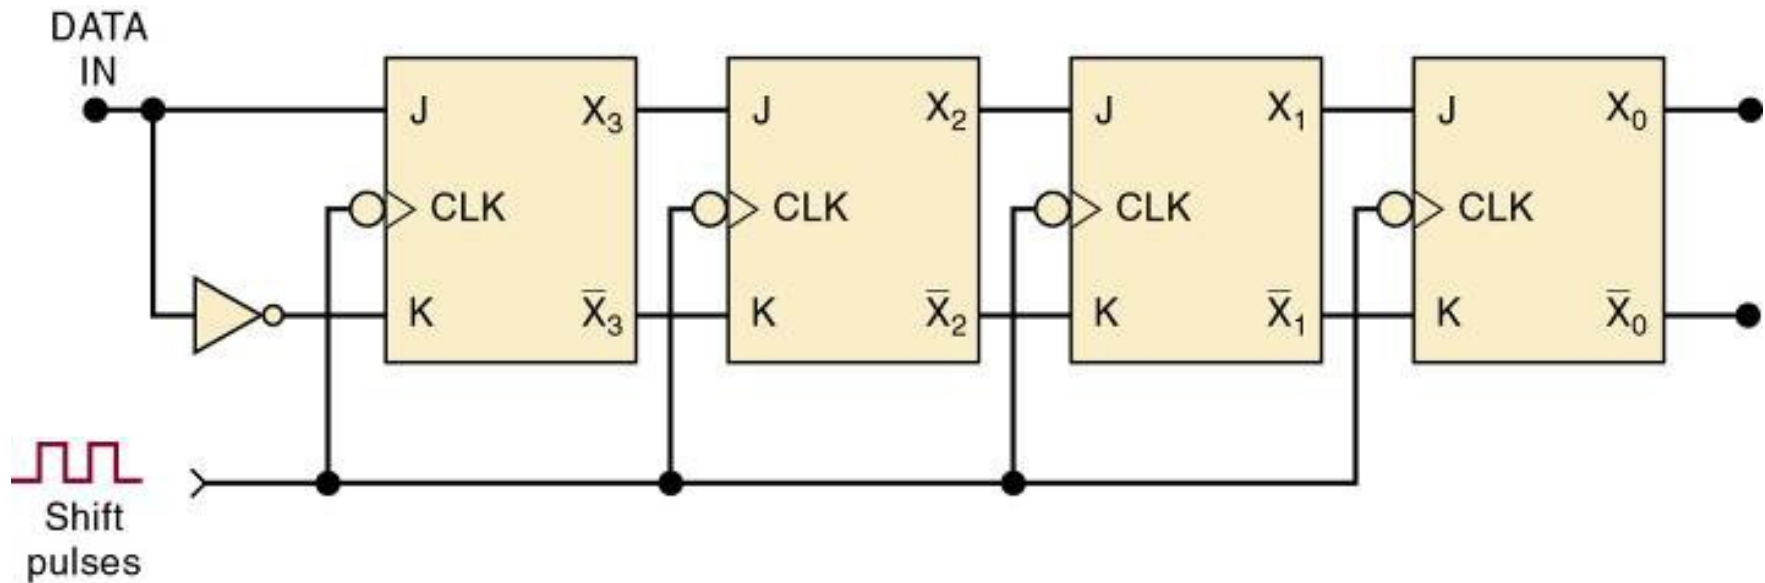 DATA
IN
J X₃ J X₂ J X₁ J X₀
CLK CLK CLK CLK
K X̅₃ K X̅₂ K X̅₁ K X̅₀
Shift
pulses